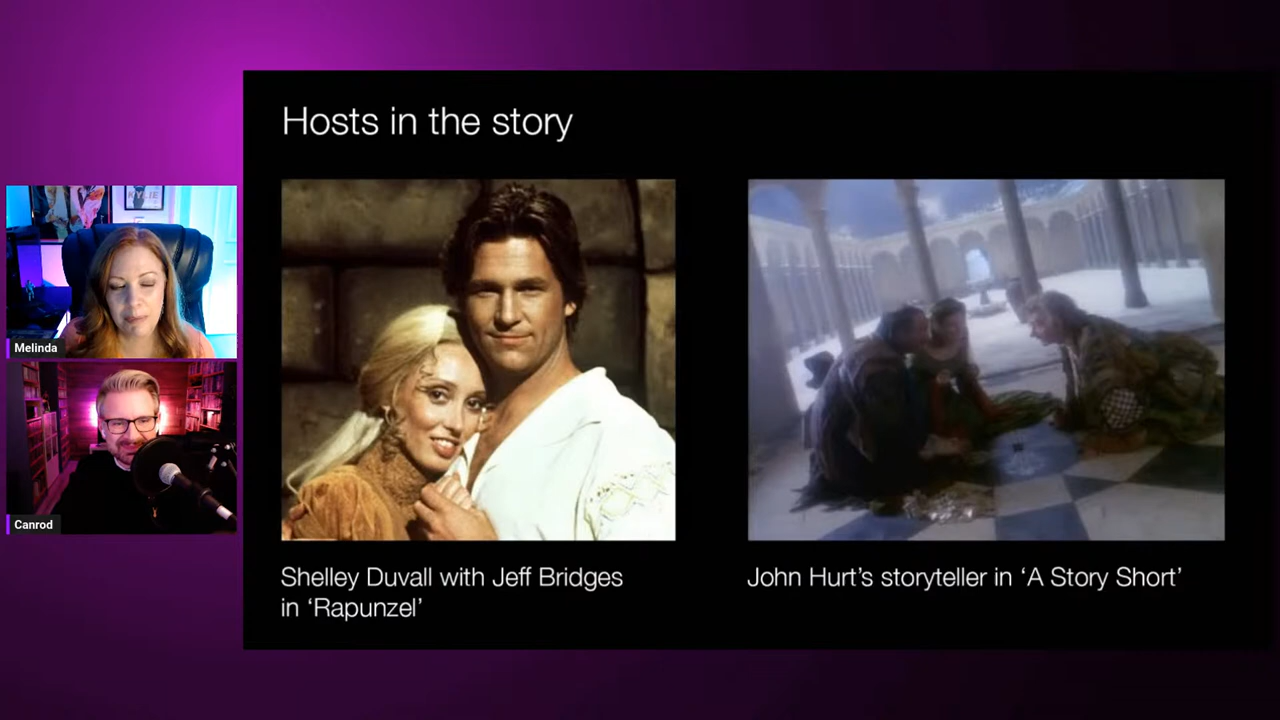 Hosts in the story
KYLIE
Melinda
Canrod
Shelley Duvall with Jeff Bridges
in ‘Rapunzel’
John Hurt’s storyteller in ‘A Story Short’